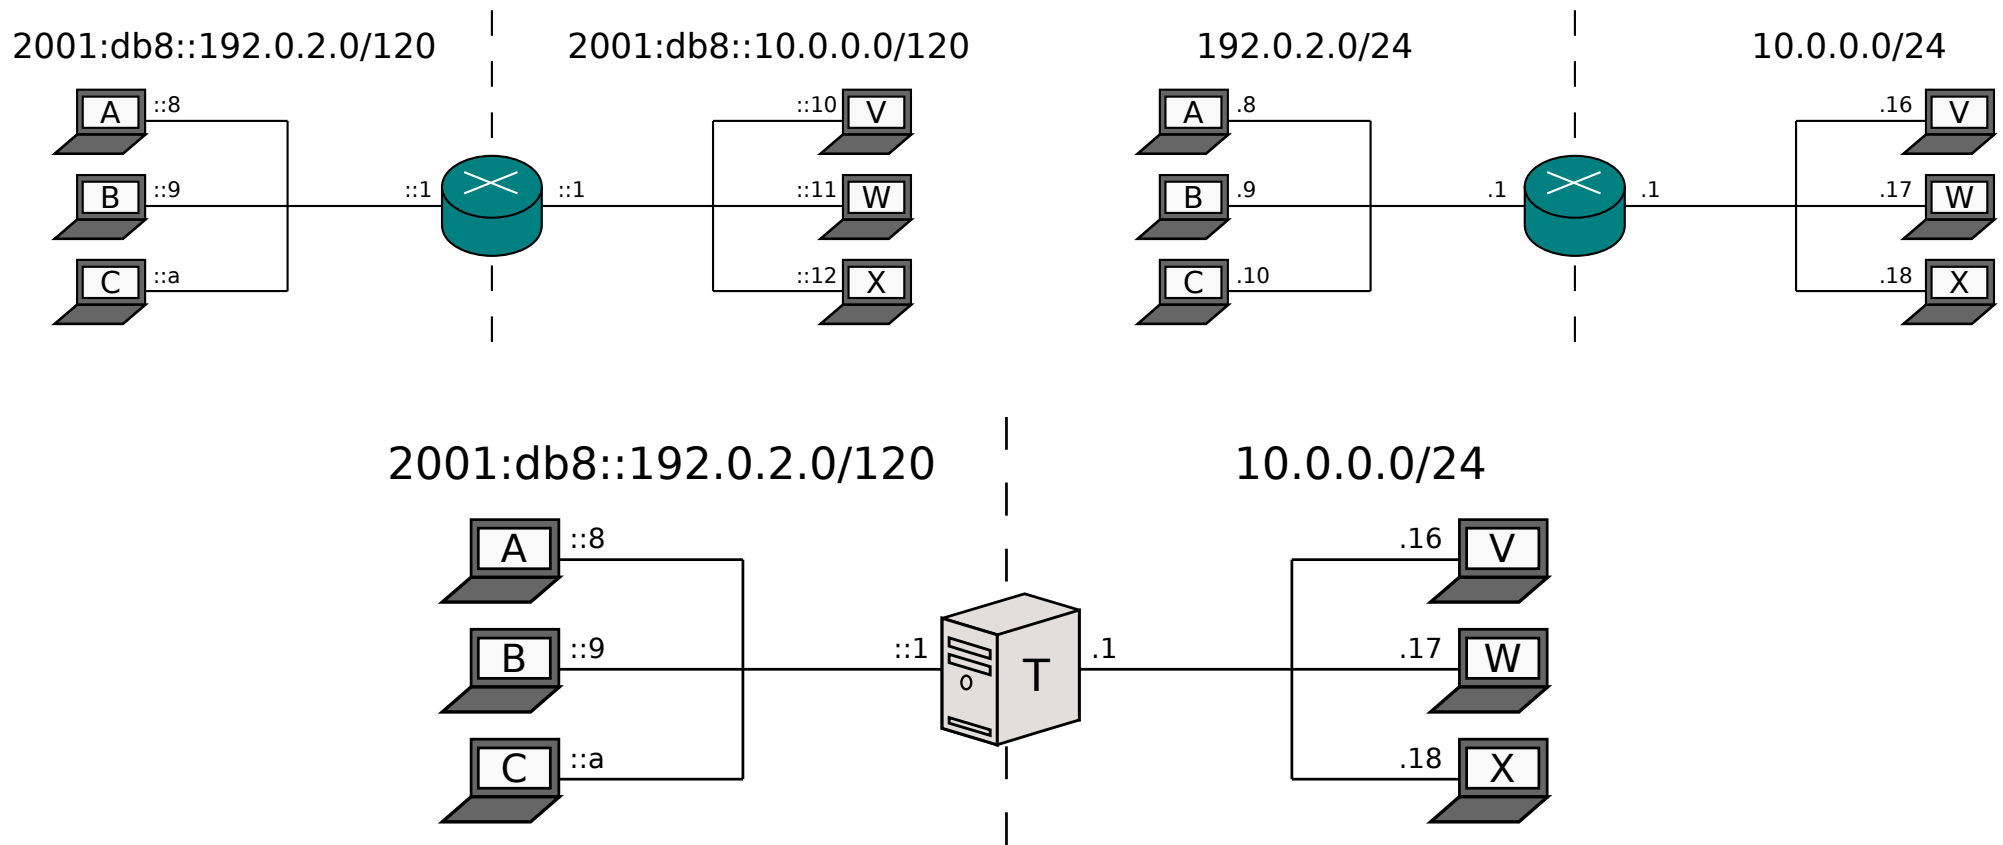 2001:db8::192.0.2.0/120
2001:db8::10.0.0.0/120
A ::8
::10 V
B ::9
::1
::1
::11 W
C ::a
::12 X
192.0.2.0/24
10.0.0.0/24
A .8
.16 V
B .9
.1
.1
.17 W
C .10
.18 X
2001:db8::192.0.2.0/120
10.0.0.0/24
A ::8
.16 V
B ::9
::1
T
.1
.17 W
C ::a
.18 X